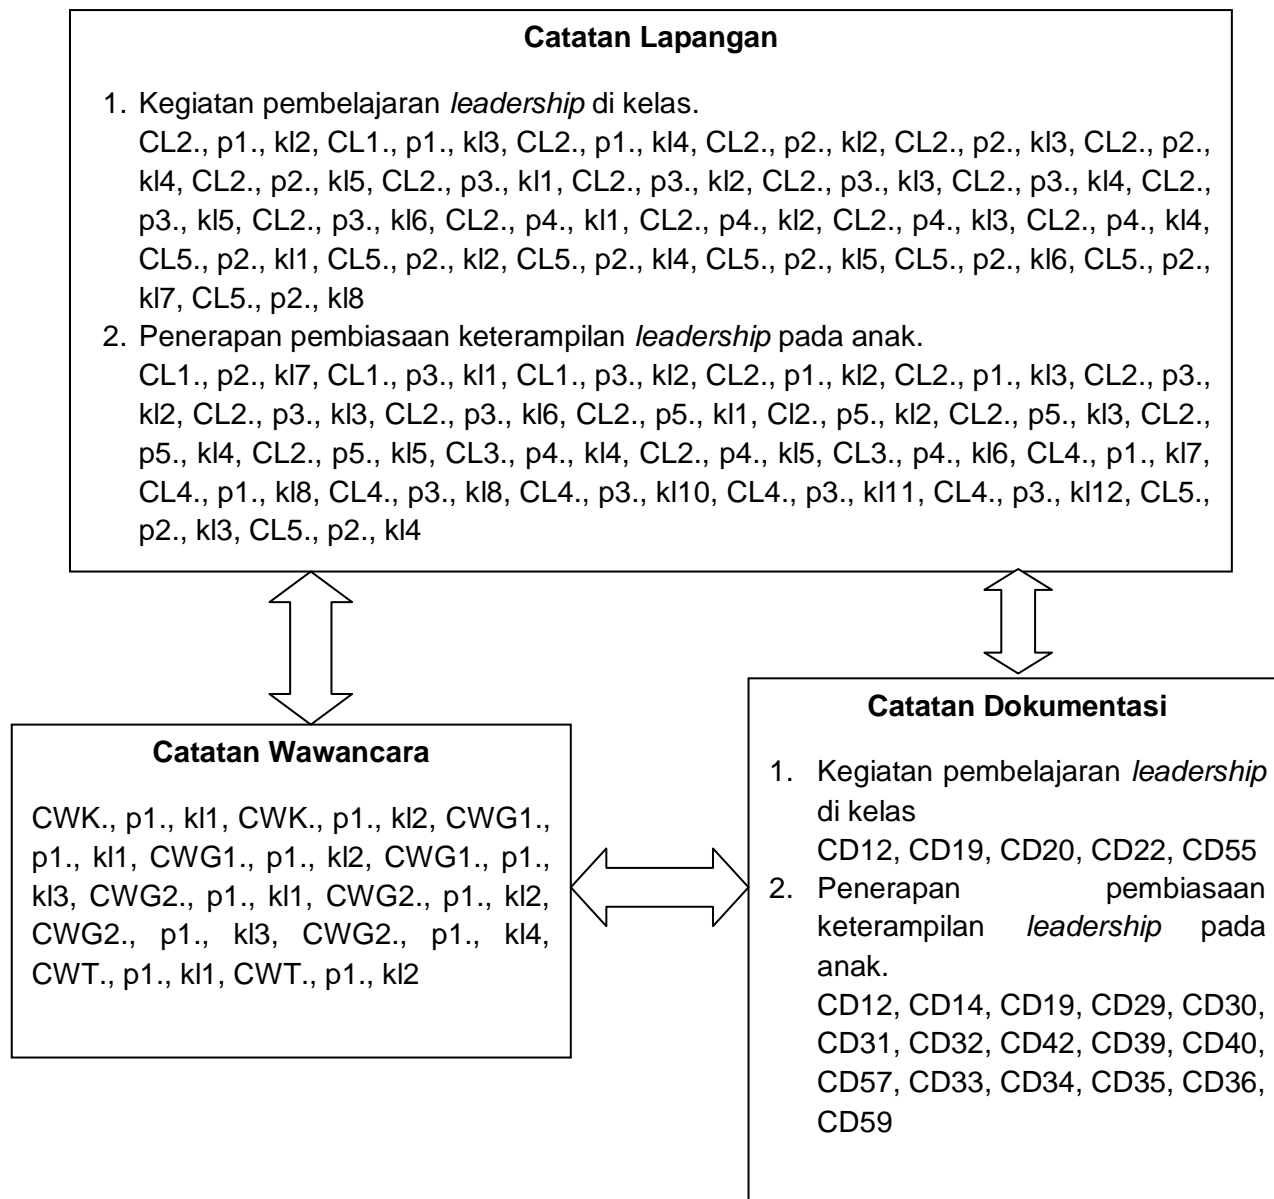 Catatan Lapangan
1. Kegiatan pembelajaran leadership di kelas.
CL2., p1., kl2, CL1., p1., kl3, CL2., p1., kl4, CL2., p2., kl2, CL2., p2., kl3, CL2., p2.,
kl4, CL2., p2., kl5, CL2., p3., kl1, CL2., p3., kl2, CL2., p3., kl3, CL2., p3., kl4, CL2.,
p3., kl5, CL2., p3., kl6, CL2., p4., kl1, CL2., p4., kl2, CL2., p4., kl3, CL2., p4., kl4,
CL5., p2., kl1, CL5., p2., kl2, CL5., p2., kl4, CL5., p2., kl5, CL5., p2., kl6, CL5., p2.,
kl7, CL5., p2., kl8
2. Penerapan pembiasaan keterampilan leadership pada anak.
CL1., p2., kl7, CL1., p3., kl1, CL1., p3., kl2, CL2., p1., kl2, CL2., p1., kl3, CL2., p3.,
kl2, CL2., p3., kl3, CL2., p3., kl6, CL2., p5., kl1, Cl2., p5., kl2, CL2., p5., kl3, CL2.,
p5., kl4, CL2., p5., kl5, CL3., p4., kl4, CL2., p4., kl5, CL3., p4., kl6, CL4., p1., kl7,
CL4., p1., kl8, CL4., p3., kl8, CL4., p3., kl10, CL4., p3., kl11, CL4., p3., kl12, CL5.,
p2., kl3, CL5., p2., kl4
Catatan Wawancara
CWK., p1., kl1, CWK., p1., kl2, CWG1.,
p1., kl1, CWG1., p1., kl2, CWG1., p1.,
kl3, CWG2., p1., kl1, CWG2., p1., kl2,
CWG2., p1., kl3, CWG2., p1., kl4,
CWT., p1., kl1, CWT., p1., kl2
Catatan Dokumentasi
1. Kegiatan pembelajaran leadership
di kelas
CD12, CD19, CD20, CD22, CD55
2. Penerapan pembiasaan
keterampilan leadership pada
anak.
CD12, CD14, CD19, CD29, CD30,
CD31, CD32, CD42, CD39, CD40,
CD57, CD33, CD34, CD35, CD36,
CD59